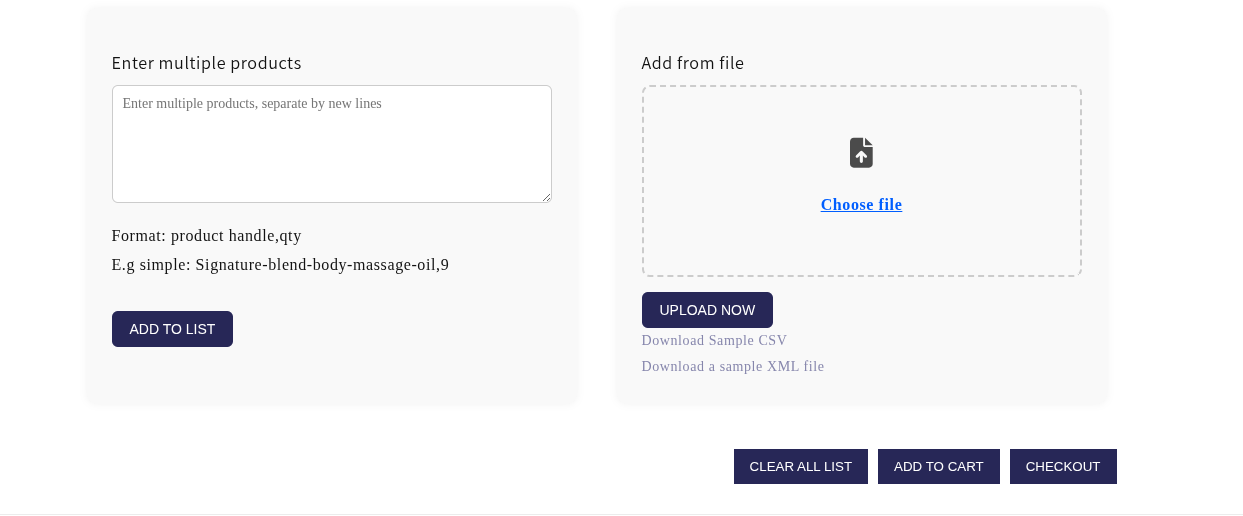 Enter multiple products
Enter multiple products, separate by new lines
Format: product handle,qty
E.g simple: Signature-blend-body-massage-oil,9
ADD TO LIST
Add from file
Choose file
UPLOAD NOW
Download Sample CSV
Download a sample XML file
CLEAR ALL LIST
ADD TO CART
CHECKOUT